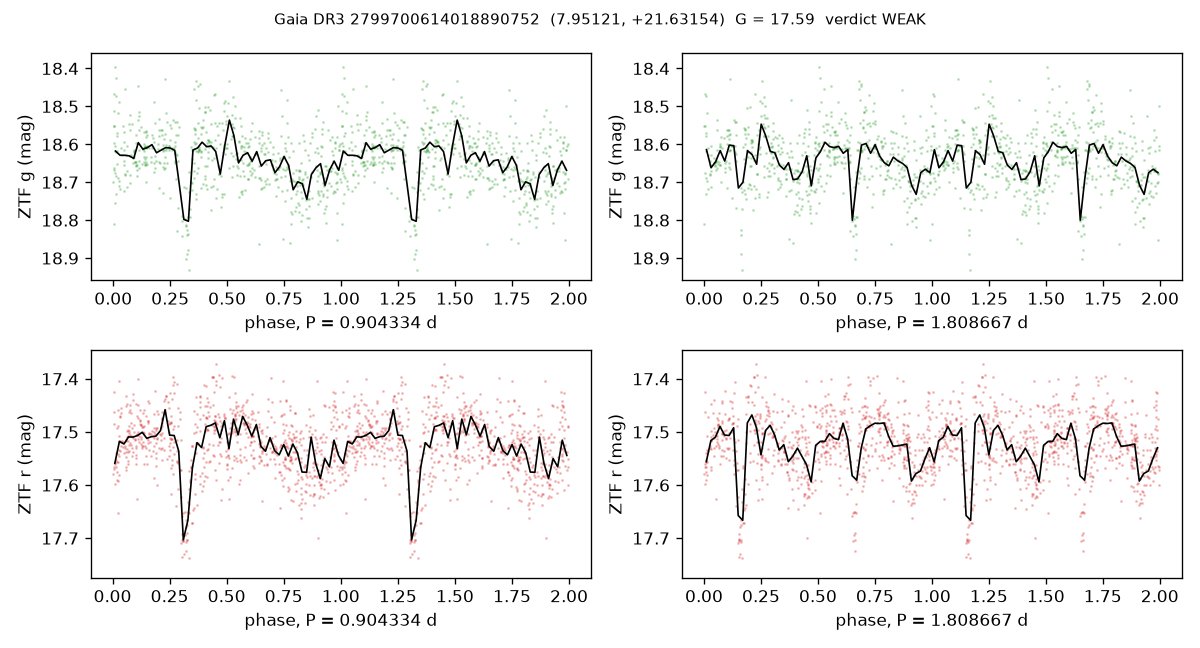 Gaia DR3 2799700614018890752 (7.95121, +21.63154) G = 17.59 verdict WEAK
ZTF g (mag)
18.4
18.5
18.6
18.7
18.8
18.9
0.00 0.25 0.50 0.75 1.00 1.25 1.50 1.75 2.00
phase, P = 0.904334 d
ZTF g (mag)
18.4
18.5
18.6
18.7
18.8
18.9
0.00 0.25 0.50 0.75 1.00 1.25 1.50 1.75 2.00
phase, P = 1.808667 d
ZTF r (mag)
17.4
17.5
17.6
17.7
0.00 0.25 0.50 0.75 1.00 1.25 1.50 1.75 2.00
phase, P = 0.904334 d
ZTF r (mag)
17.4
17.5
17.6
17.7
0.00 0.25 0.50 0.75 1.00 1.25 1.50 1.75 2.00
phase, P = 1.808667 d